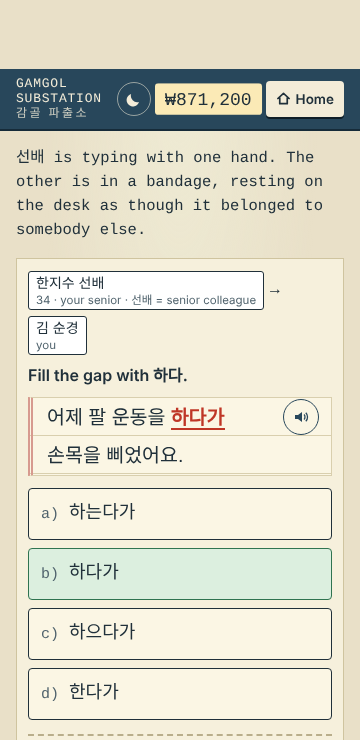 GAMGOL
SUBSTATION
감골 파출소
₩871,200
Home
선배 is typing with one hand. The
other is in a bandage, resting on
the desk as though it belonged to
somebody else.
한지수 선배
34 · your senior · 선배 = senior colleague
→
김 순경
you
Fill the gap with 하다.
어제 팔 운동을 하다가
손목을 삐었어요.
a) 하는다가
b) 하다가
c) 하으다가
d) 한다가